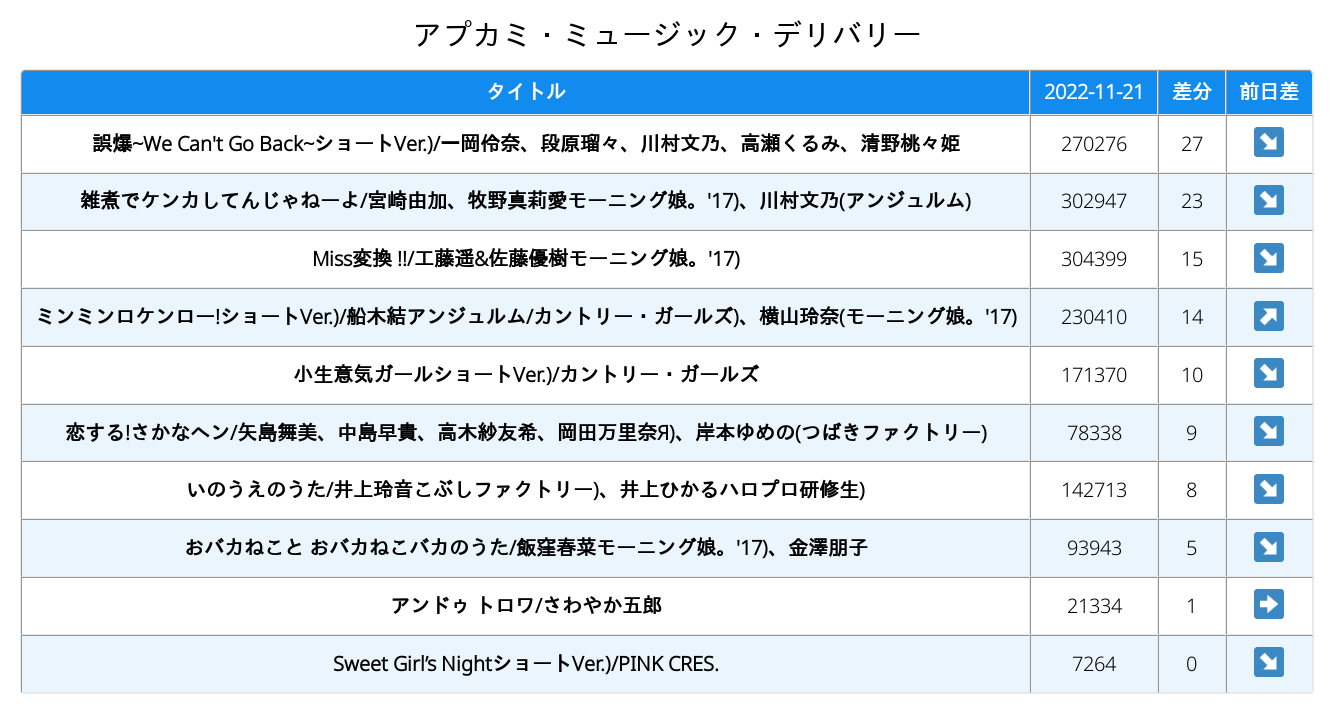 アプカミ・ミュージック・デリバリー
タイトル 2022-11-21 差分 前日差
誤爆~We Can't Go Back~ショートVer.)/一岡伶奈、段原瑠々、川村文乃、高瀬くるみ、清野桃々姫 270276 27
雑煮でケンカしてんじゃねーよ/宮崎由加、牧野真莉愛モーニング娘。'17)、川村文乃(アンジュルム) 302947 23
Miss変換 !!/工藤遥&佐藤優樹モーニング娘。'17) 304399 15
ミンミンロケンロー!ショートVer.)/船木結アンジュルム/カントリー・ガールズ)、横山玲奈(モーニング娘。'17) 230410 14
小生意気ガールショートVer.)/カントリー・ガールズ 171370 10
恋する!さかなヘン/矢島舞美、中島早貴、高木紗友希、岡田万里奈Я)、岸本ゆめの(つばきファクトリー) 78338 9
いのうえのうた/井上玲音こぶしファクトリー)、井上ひかるハロプロ研修生) 142713 8
おバカねこと おバカねこバカのうた/飯窪春菜モーニング娘。'17)、金澤朋子 93943 5
アンドゥ トロワ/さわやか五郎 21334 1
Sweet Girl’s NightショートVer.)/PINK CRES. 7264 0